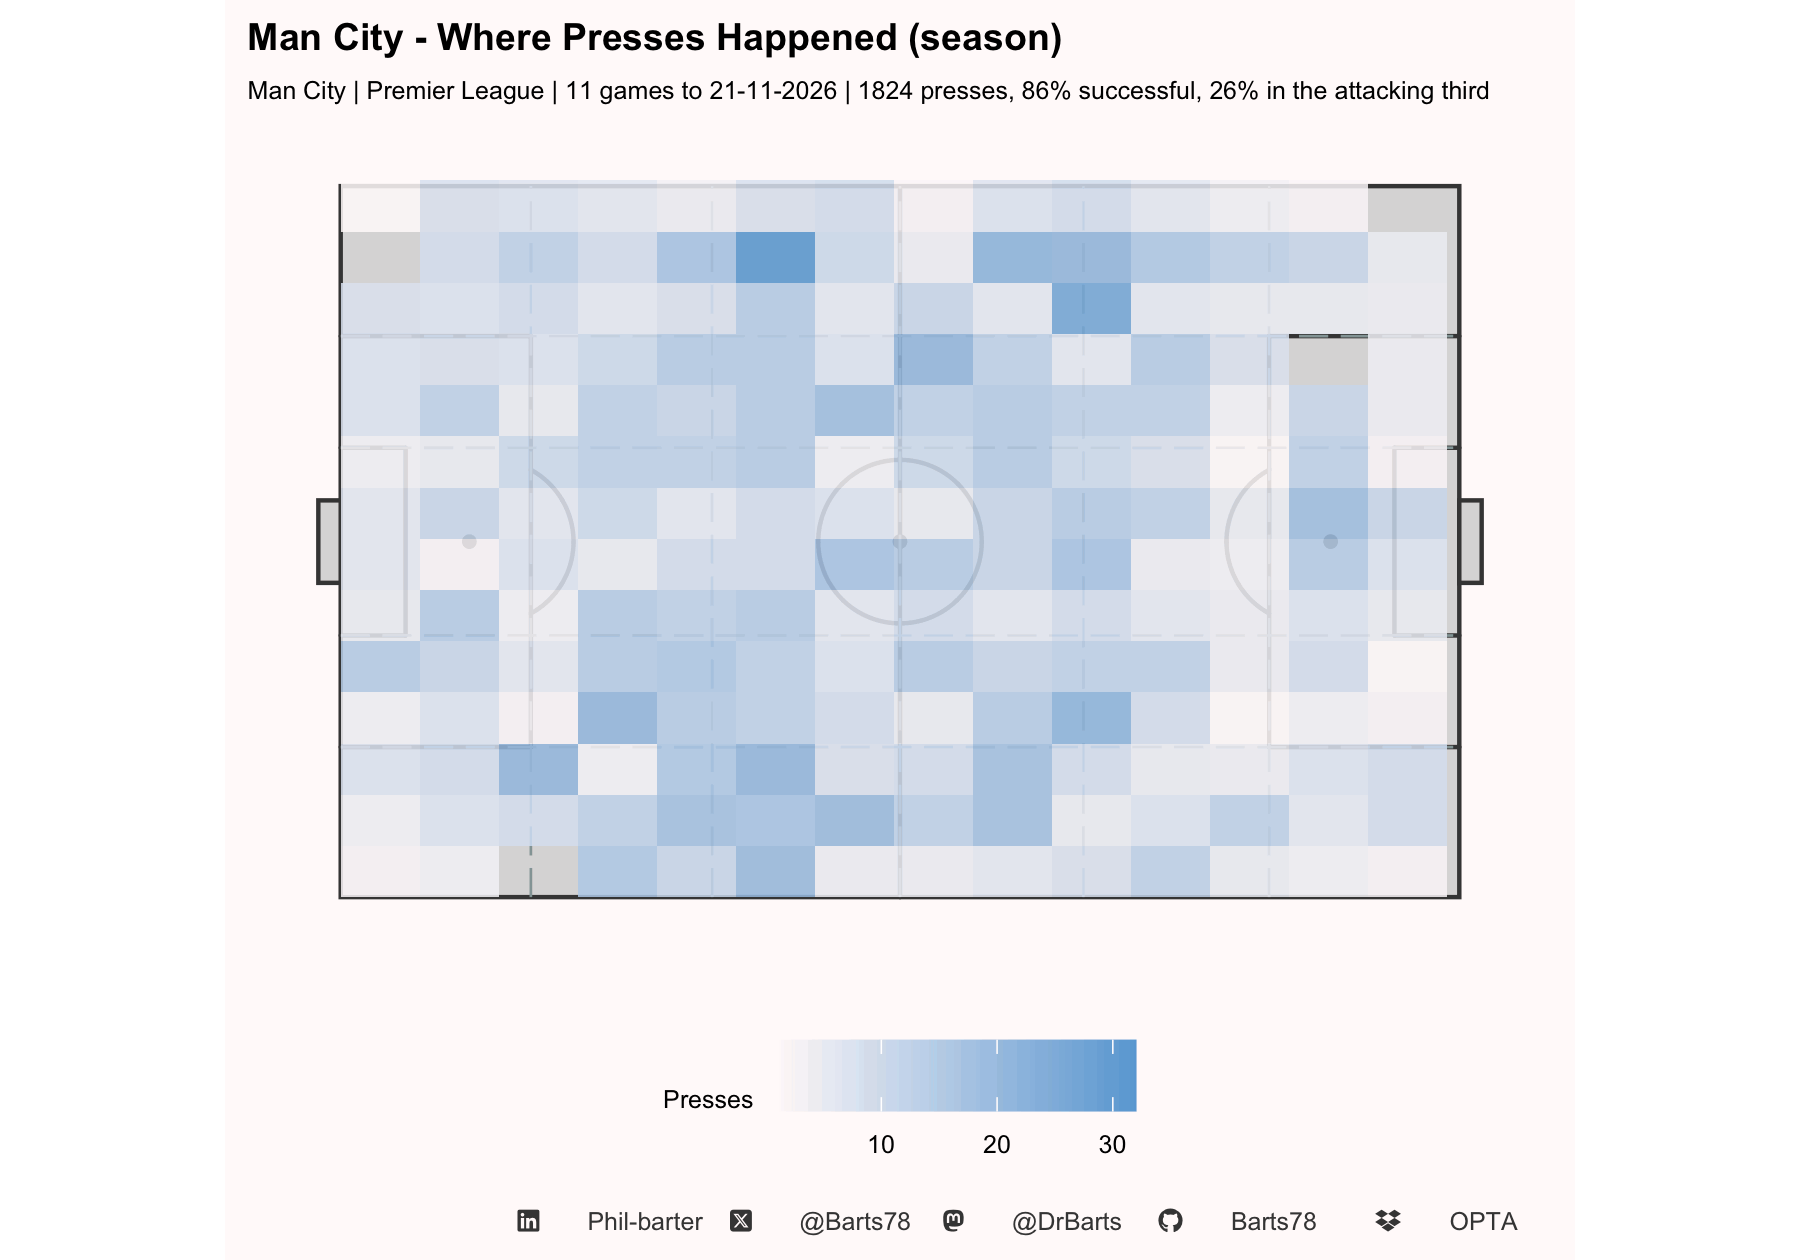 Man City - Where Presses Happened (season)
Man City | Premier League | 11 games to 21-11-2026 | 1824 presses, 86% successful, 26% in the attacking third
Presses
10 20 30
Phil-barter @Barts78 @DrBarts Barts78 OPTA